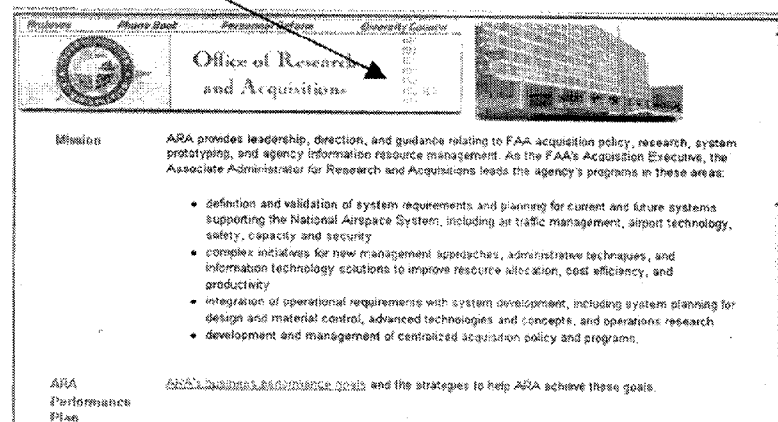 Phone Book Personnel Reform Diversity Council
Office of Research
and Acquisitions
Mission
ARA provides leadership, direction, and guidance relating to FAA acquisition policy, research, system
prototyping, and agency information resource management. As the FAA's Acquisition Executive, the
Associate Administrator for Research and Acquisitions leads the agency's programs in these areas:
• definition and validation of system requirements and planning for current and future systems
supporting the National Airspace System, including air traffic management, airport technology,
safety, capacity and security
• complex initiatives for new management approaches, administrative techniques, and
information technology solutions to improve resource allocation, cost efficiency, and
productivity
• integration of operational requirements with system development, including system planning for
design and material control, advanced technologies and concepts, and operations research
• development and management of centralized acquisition policy and programs.
ARA
Performance
Plan
ARA's business performance goals and the strategies to help ARA achieve these goals.